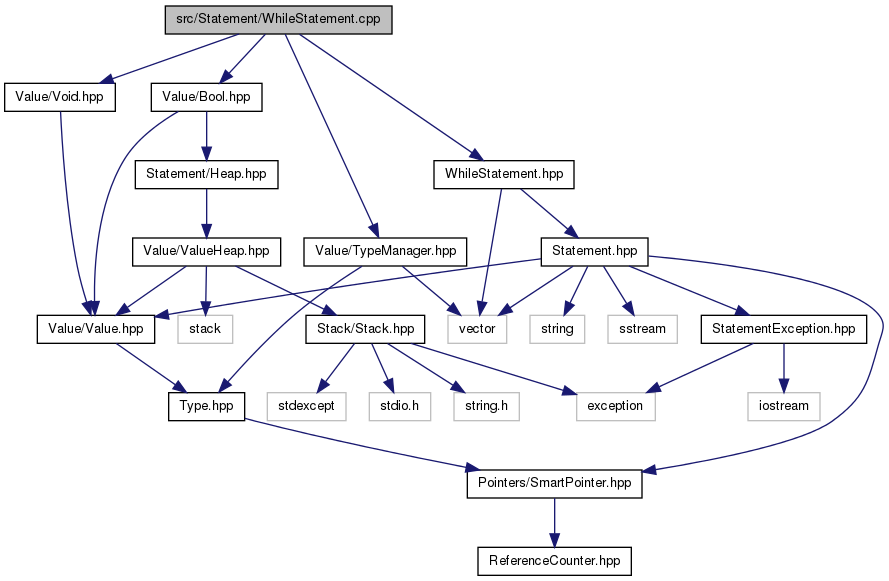 src/Statement/WhileStatement.cpp
Value/Void.hpp
Value/Bool.hpp
Statement/Heap.hpp
WhileStatement.hpp
Value/ValueHeap.hpp
Value/TypeManager.hpp
Statement.hpp
Value/Value.hpp
stack
Stack/Stack.hpp
vector
string
sstream
StatementException.hpp
Type.hpp
stdexcept
stdio.h
string.h
exception
iostream
Pointers/SmartPointer.hpp
ReferenceCounter.hpp